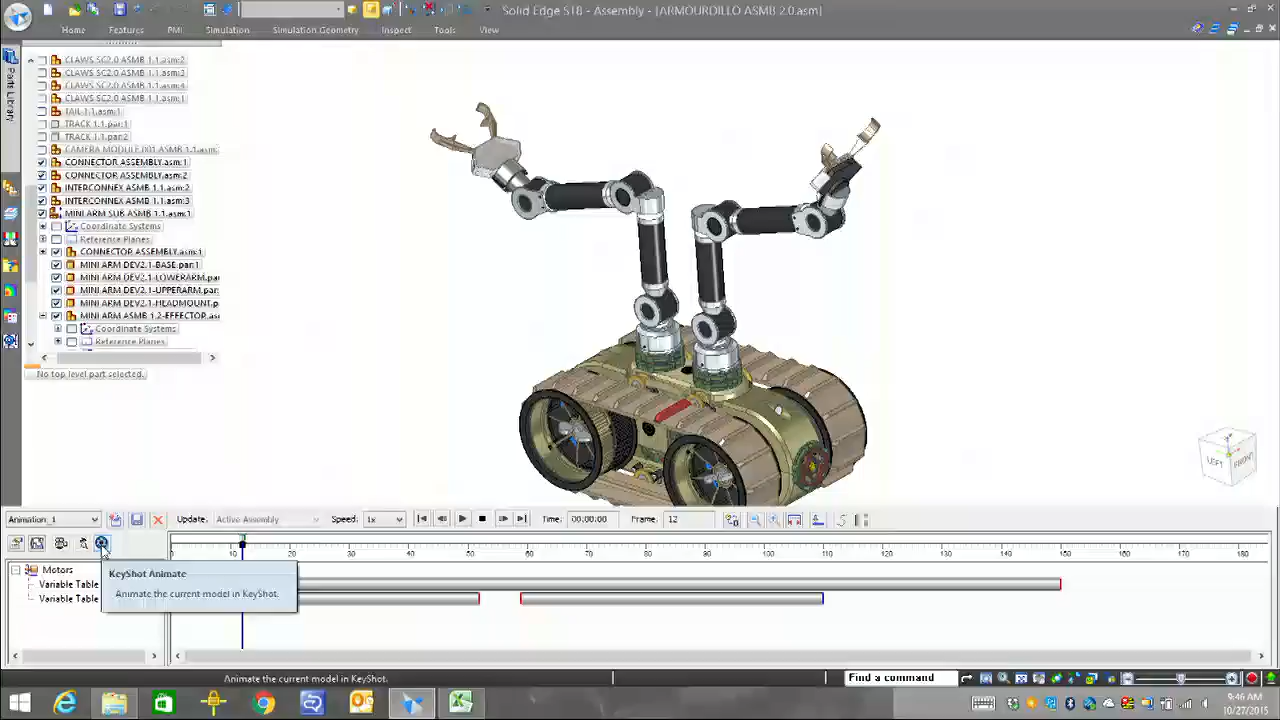 Solid Edge ST8 - Assembly - [ARMOURDILLO ASMB 2.0.asm]
Home Features PMI Simulation Simulation Geometry Inspect Tools View
Parts Library
CLAWS SC2.0 ASMB 1.1.asm:2
CLAWS SC2.0 ASMB 1.1.asm:3
CLAWS SC2.0 ASMB 1.1.asm:4
CLAWS SC2.0 ASMB 1.1.asm:1
TAIL 1.1.asm:1
TRACK 1.1.par:1
TRACK 1.1.par:2
CAMERA MODULE 001 ASMB 1.1.asm:
CONNECTOR ASSEMBLY.asm:1
CONNECTOR ASSEMBLY.asm:2
INTERCONNEX ASMB 1.1.asm:2
INTERCONNEX ASMB 1.1.asm:3
MINI ARM SUB ASMB 1.1.asm:1
Coordinate Systems
Reference Planes
CONNECTOR ASSEMBLY.asm:1
MINI ARM DEV2.1-BASE.par:1
MINI ARM DEV2.1-LOWERARM.par
MINI ARM DEV2.1-UPPERARM.par
MINI ARM DEV2.1-HEADMOUNT.p
MINI ARM ASMB 1.2-EFFECTOR.as
Coordinate Systems
Reference Planes
No top level part selected.
LEFT FRONT
Animation_1 Update: Active Assembly Speed: 1x Time: 00:00:00 Frame: 12
0 10 20 30 40 50 60 70 80 90 100 110 120 130 140 150 160 170 180
Motors
Variable Table
Variable Table
KeyShot Animate
Animate the current model in KeyShot.
Animate the current model in KeyShot.
Find a command
9:46 AM
10/27/2015